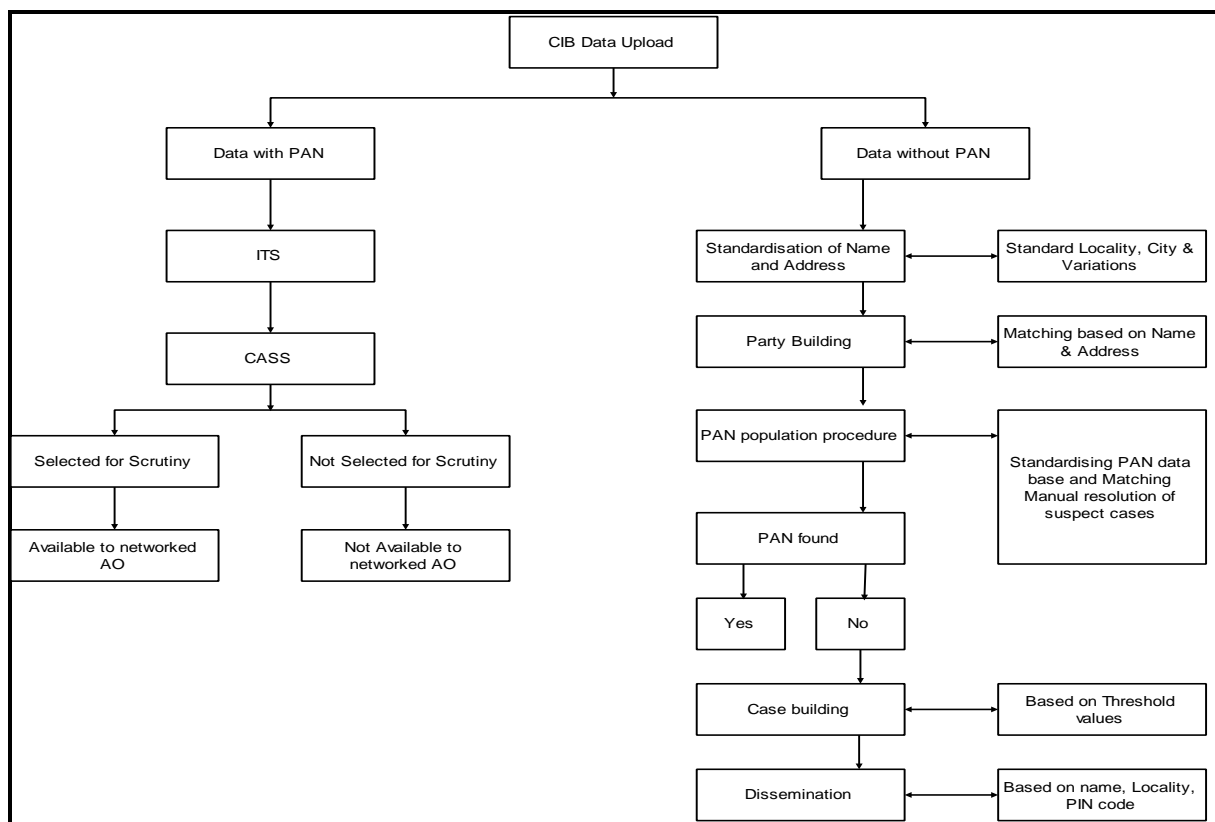 CIB Data Upload
Data with PAN
Data without PAN
ITS
Standardisation of Name
and Address
Standard Locality, City &
Variations
CASS
Party Building
Matching based on Name
& Address
Selected for Scrutiny
Not Selected for Scrutiny
PAN population procedure
Standardising PAN data
base and Matching
Manual resolution of
suspect cases
Available to networked
AO
Not Available to
networked AO
PAN found
Yes
No
Case building
Based on Threshold
values
Dissemination
Based on name, Locality,
PIN code